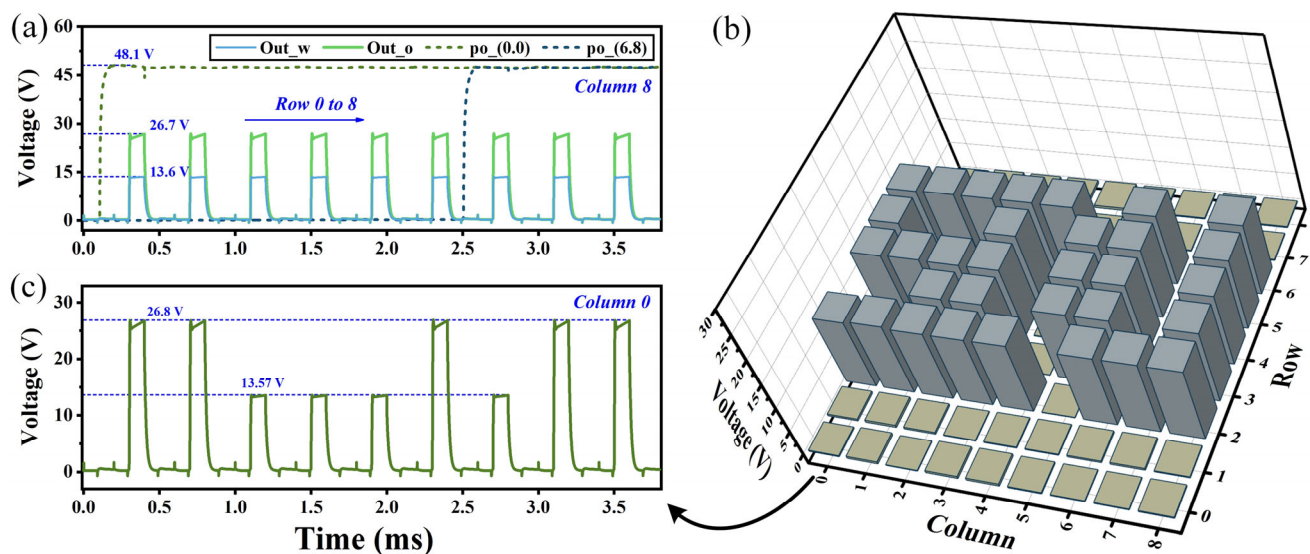 (a)
60
45
30
15
0
Voltage (V)
Out_w Out_o po_(0.0) po_(6.8)
48.1 V
Column 8
Row 0 to 8
26.7 V
13.6 V
0.0 0.5 1.0 1.5 2.0 2.5 3.0 3.5
(c)
30
20
10
0
Voltage (V)
Column 0
26.8 V
13.57 V
0.0 0.5 1.0 1.5 2.0 2.5 3.0 3.5
Time (ms)
(b)
30
25
20
15
10
5
0
Voltage (V)
0 1 2 3 4 5 6 7 8
Column
7
6
5
4
3
2
1
0
Row